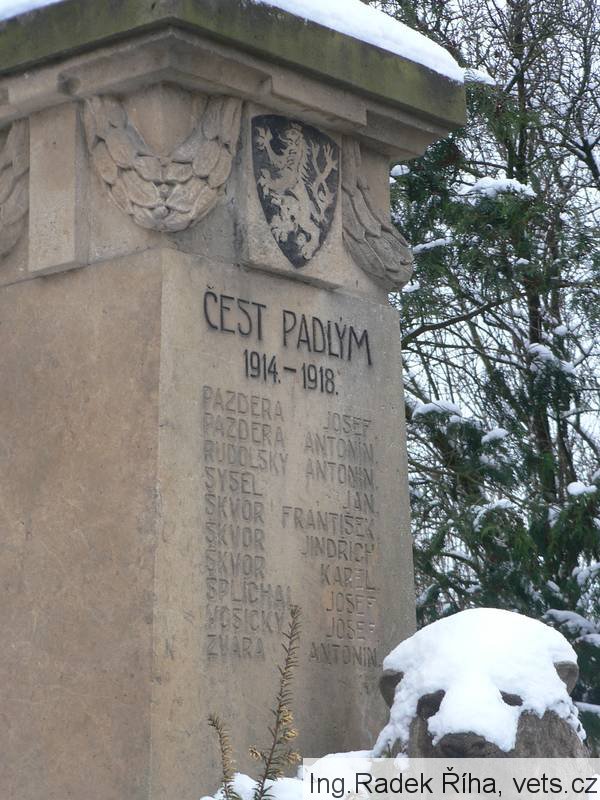 ČEST PADLÝM
1914.–1918.
PAZDERA JOSEF.
PAZDERA ANTONÍN.
RUDOLSKÝ ANTONÍN.
SYSEL JAN.
ŠKVOR FRANTIŠEK.
ŠKVOR JINDŘICH.
ŠKVOR KAREL.
ŠPLÍCHAL JOSEF.
VOSICKÝ JOSEF.
ZVÁRA ANTONÍN.
Ing.Radek Říha, vets.cz